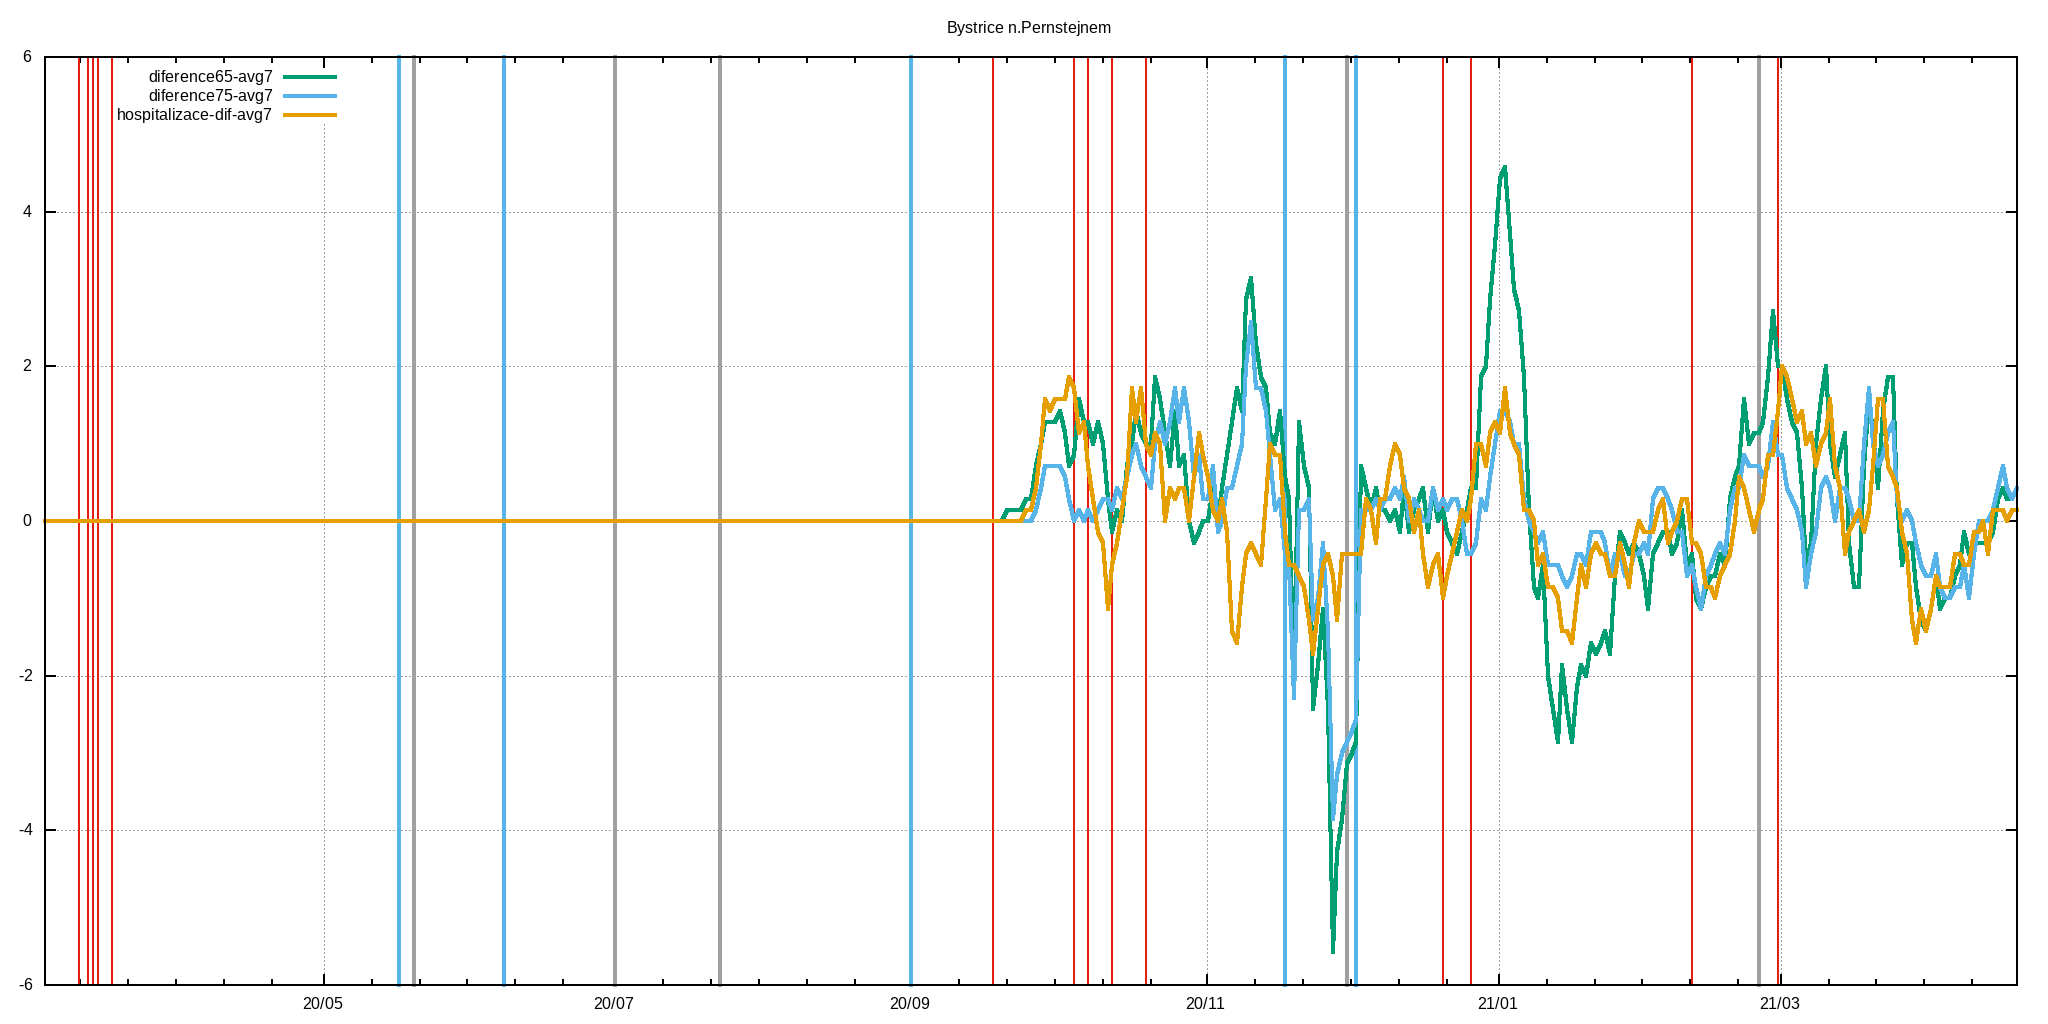 Bystrice n.Pernstejnem
6
diference65-avg7
diference75-avg7
hospitalizace-dif-avg7
4
2
0
-2
-4
-6
20/05 20/07 20/09 20/11 21/01 21/03